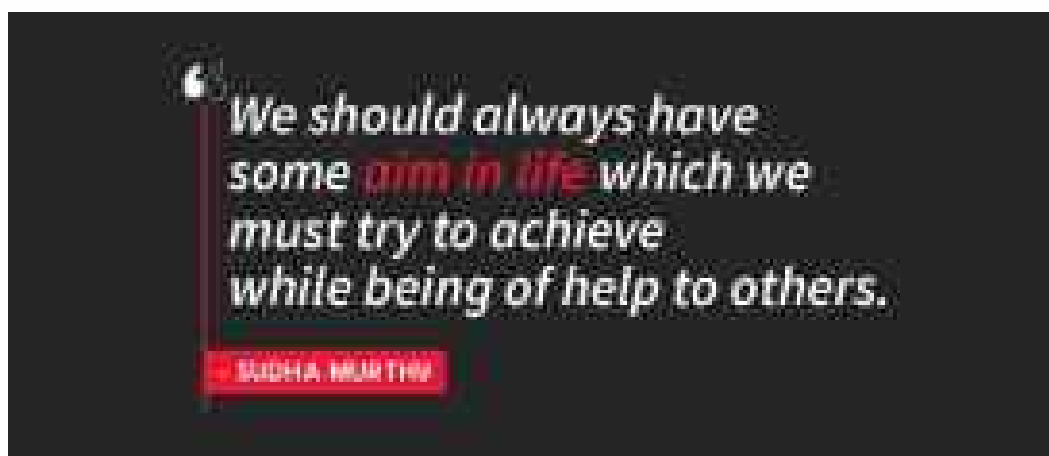 “
We should always have
some aim in life which we
must try to achieve
while being of help to others.
- SUDHA MURTHY